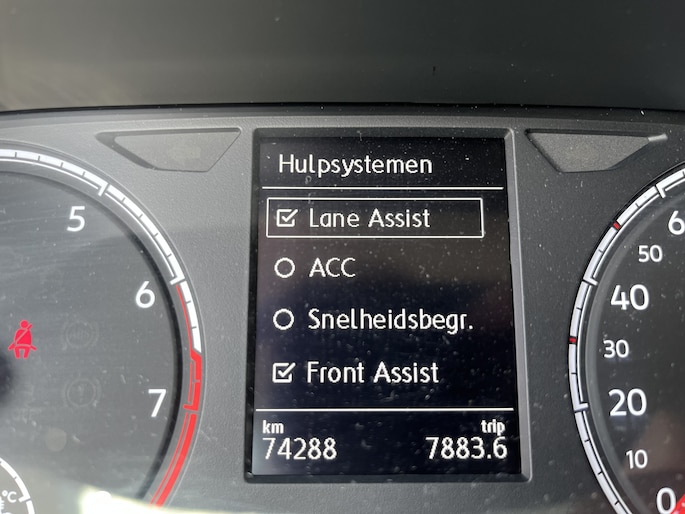 Hulpsystemen
Lane Assist
ACC
Snelheidsbegr.
Front Assist
km trip
74288 7883.6
5
6
7
°C
6
50
40
30
20
10
0